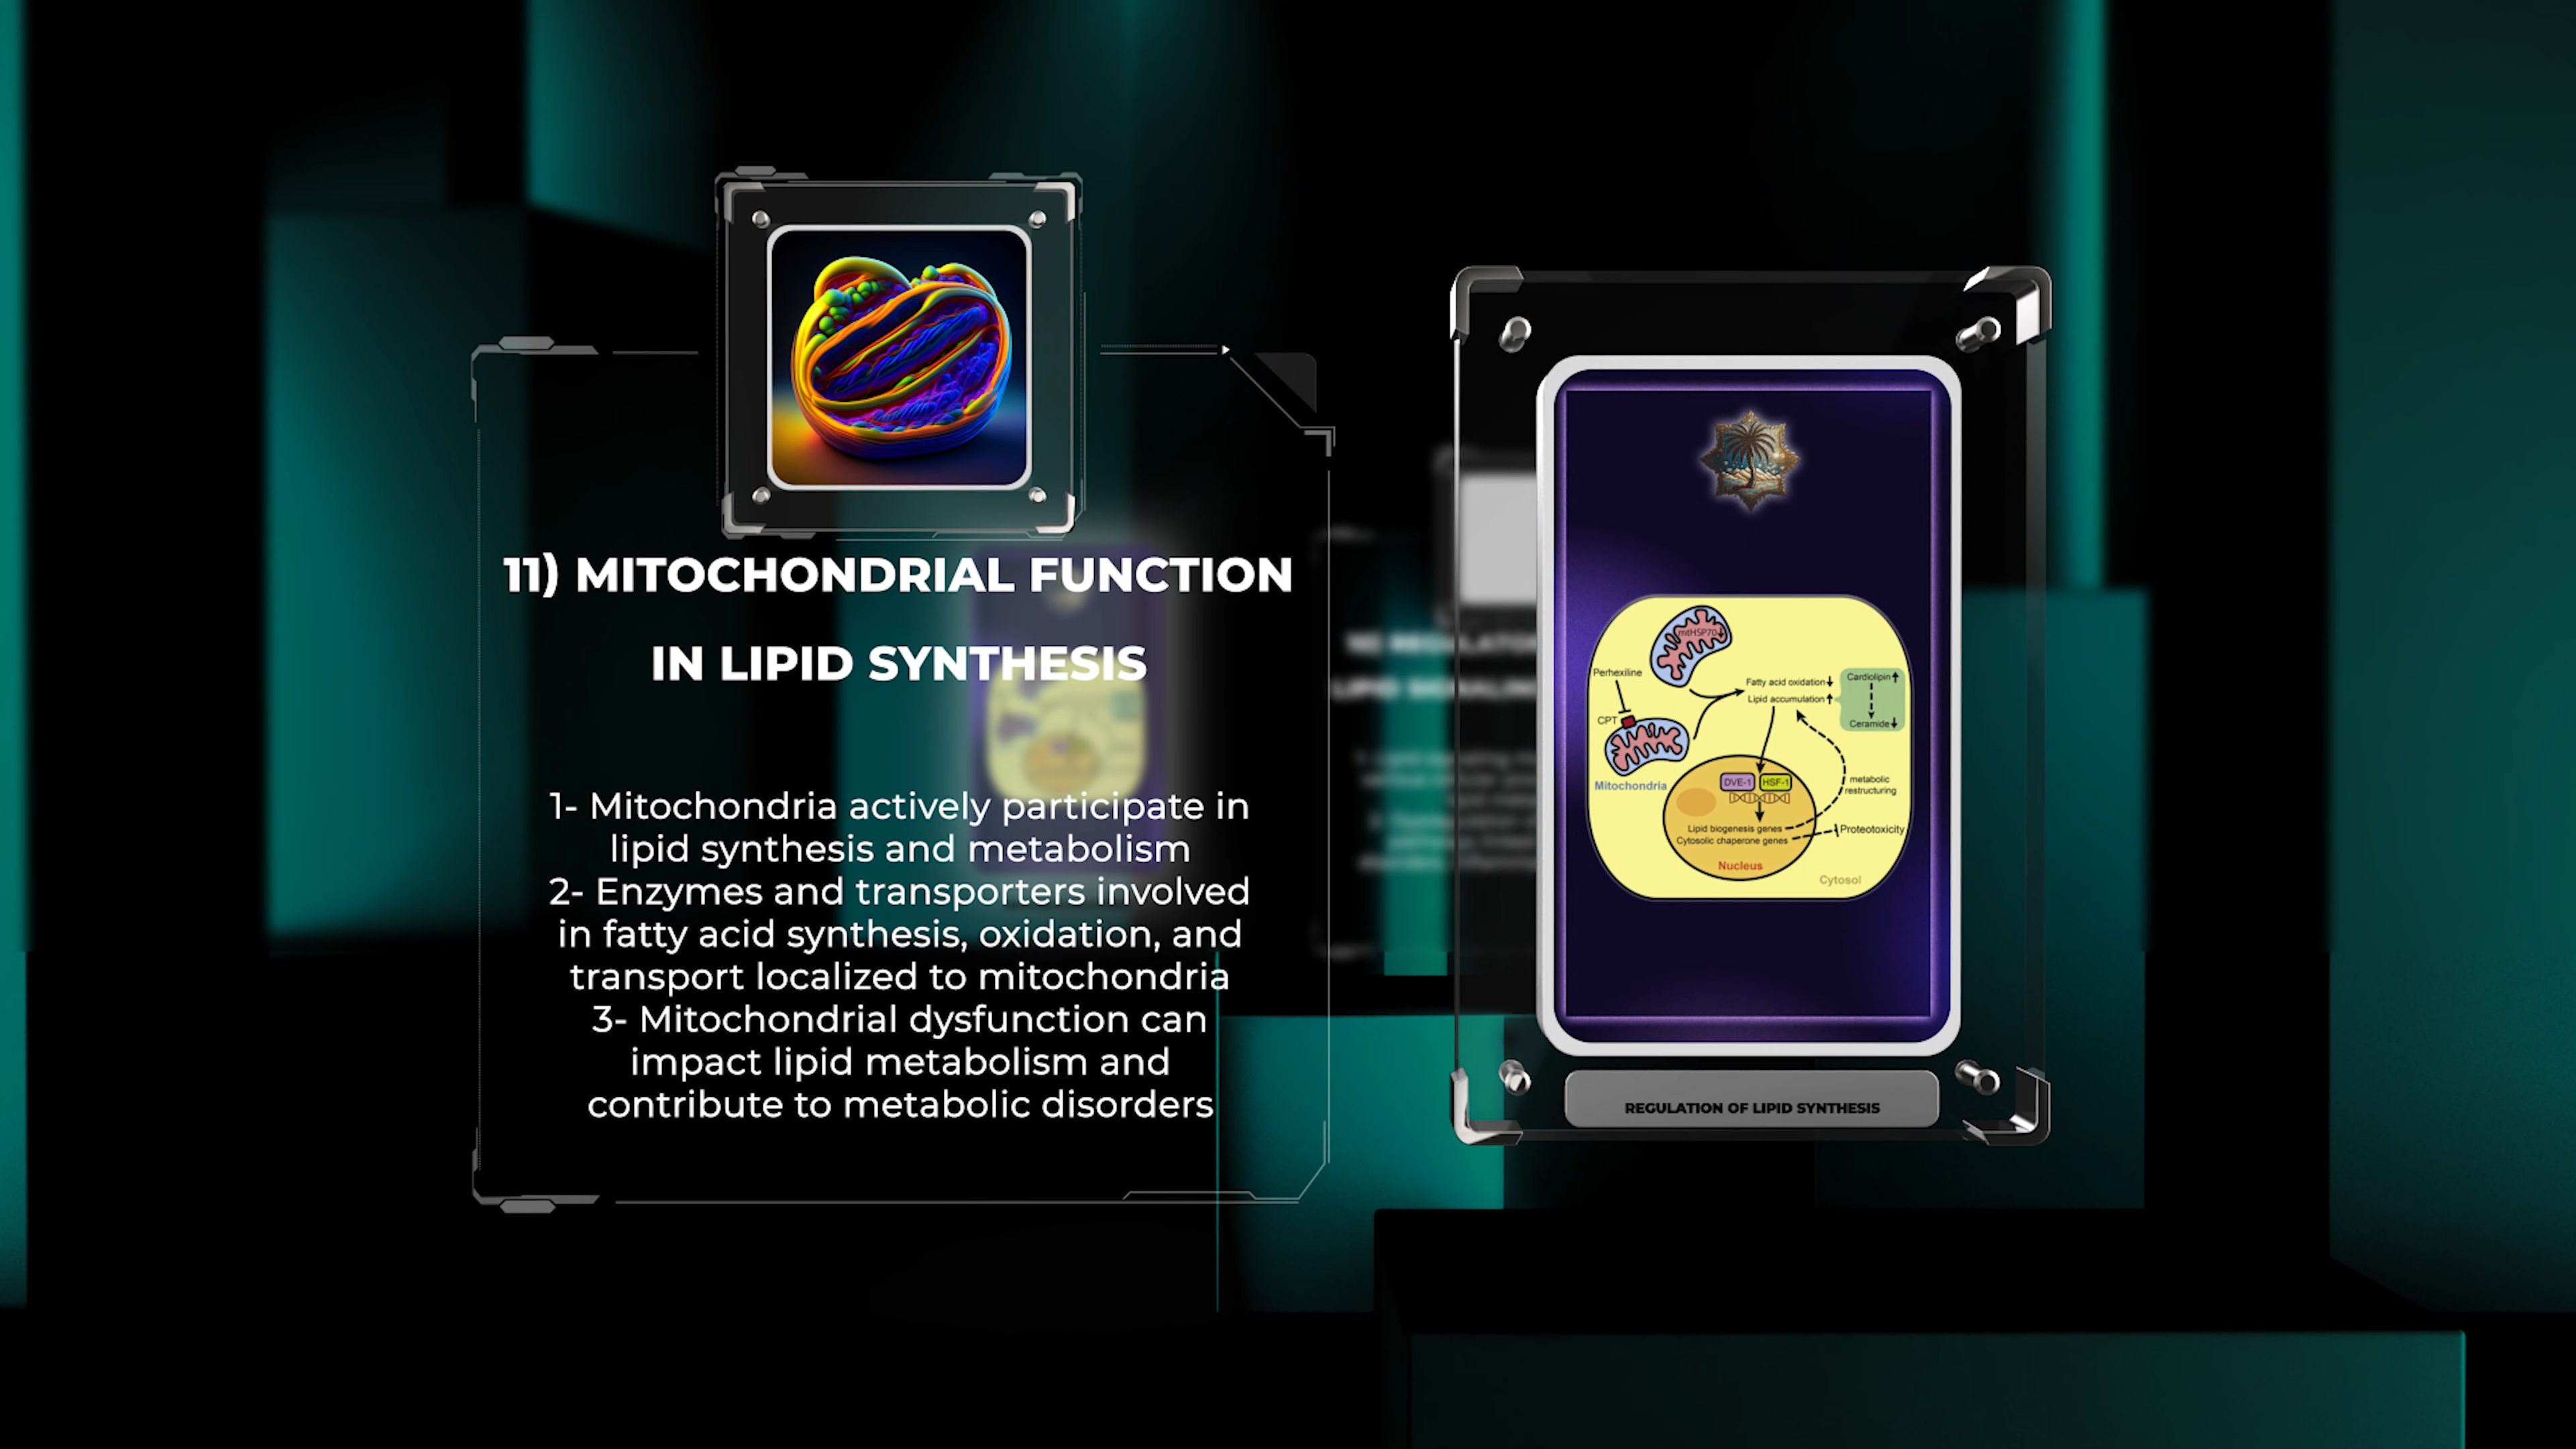 11) MITOCHONDRIAL FUNCTION
IN LIPID SYNTHESIS
1- Mitochondria actively participate in
lipid synthesis and metabolism
2- Enzymes and transporters involved
in fatty acid synthesis, oxidation, and
transport localized to mitochondria
3- Mitochondrial dysfunction can
impact lipid metabolism and
contribute to metabolic disorders
mtHSP70
Perhexiline
CPT
Mitochondria
Fatty acid oxidation
Lipid accumulation
Cardiolipin
Ceramide
DVE-1
HSF-1
metabolic
restructuring
Lipid biogenesis genes
Cytosolic chaperone genes
Proteotoxicity
Nucleus
Cytosol
REGULATION OF LIPID SYNTHESIS